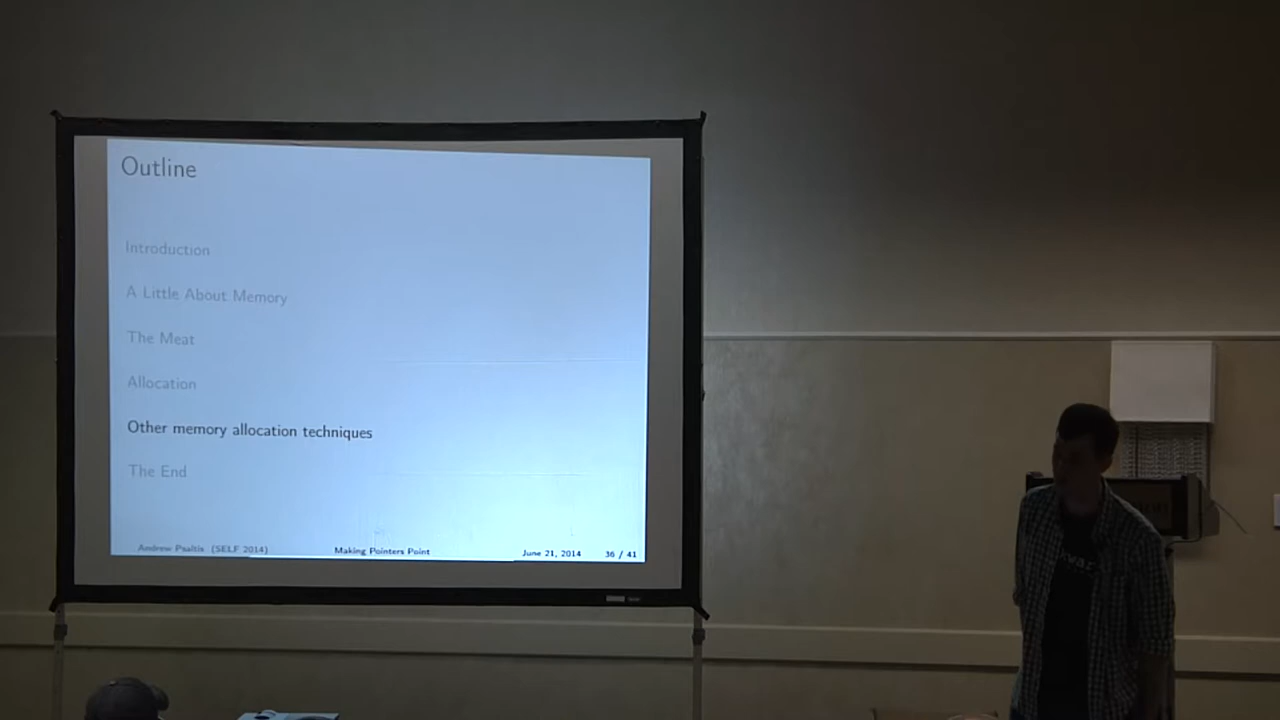 Outline
Introduction
A Little About Memory
The Meat
Allocation
Other memory allocation techniques
The End
Andrew Psaltis (SELF 2014) Making Pointers Point June 21, 2014 36 / 41